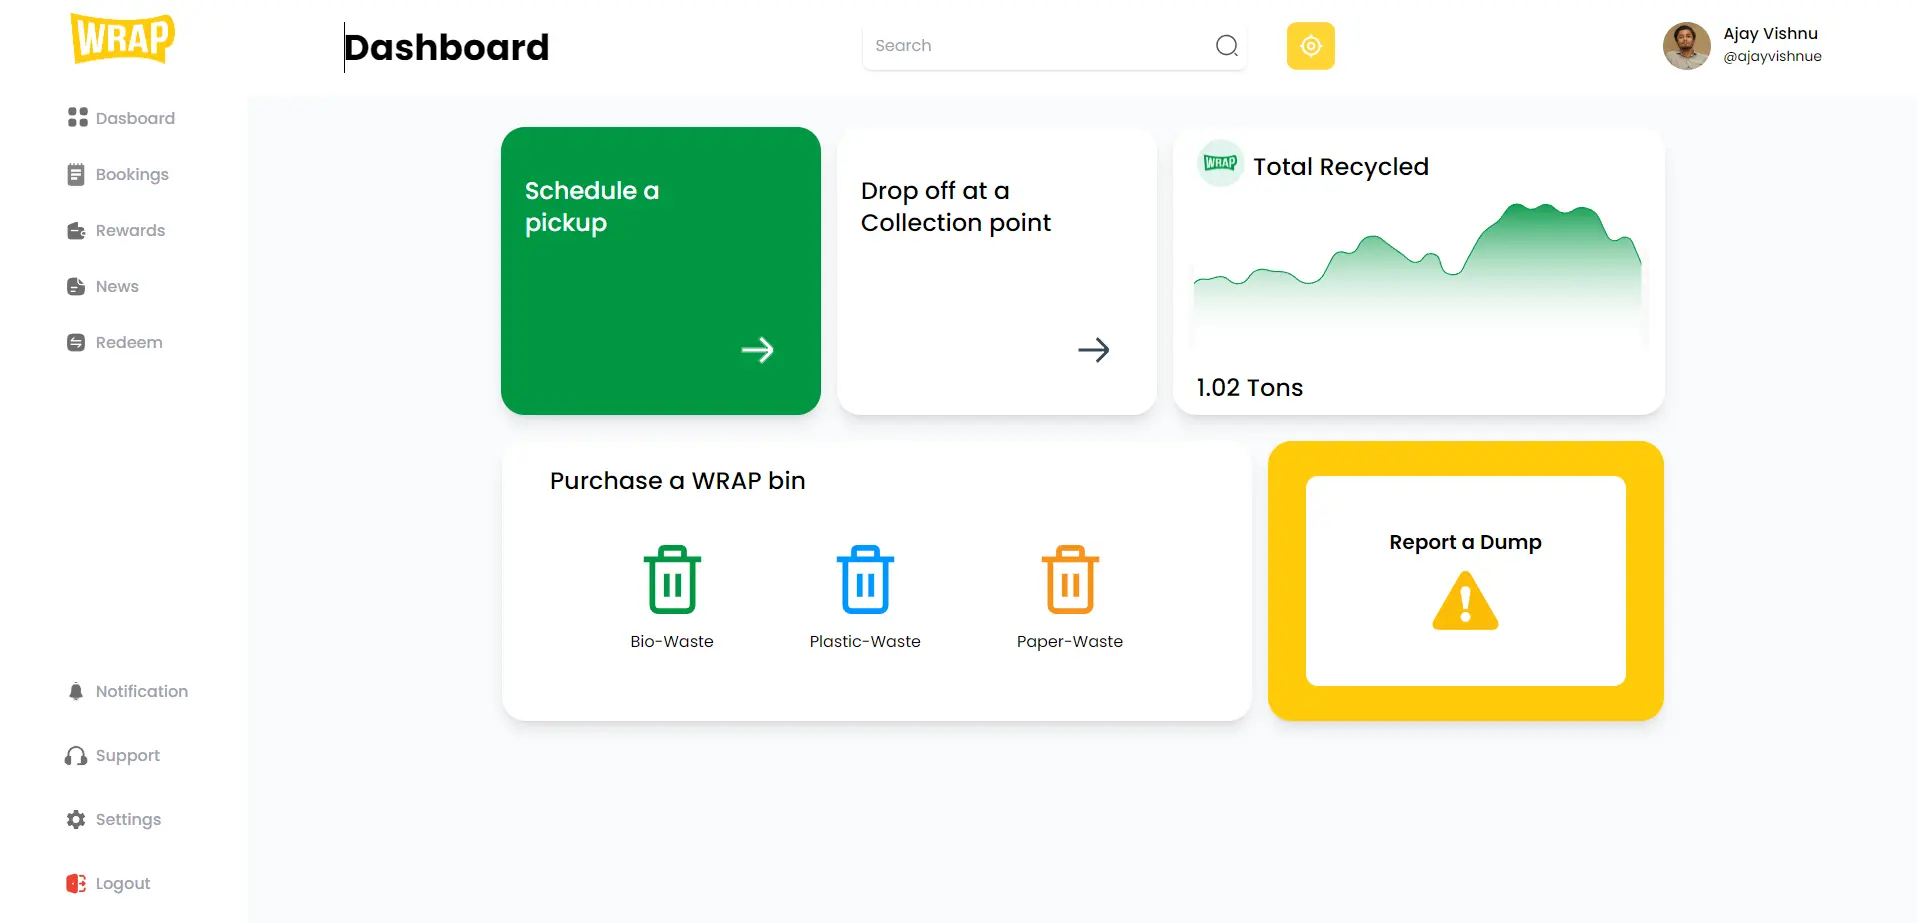 WRAP
Dashboard
Search
Ajay Vishnu
@ajayvishnue
Dasboard
Bookings
Rewards
News
Redeem
Notification
Support
Settings
Logout
Schedule a
pickup
Drop off at a
Collection point
WRAP
Total Recycled
1.02 Tons
Purchase a WRAP bin
Bio-Waste
Plastic-Waste
Paper-Waste
Report a Dump